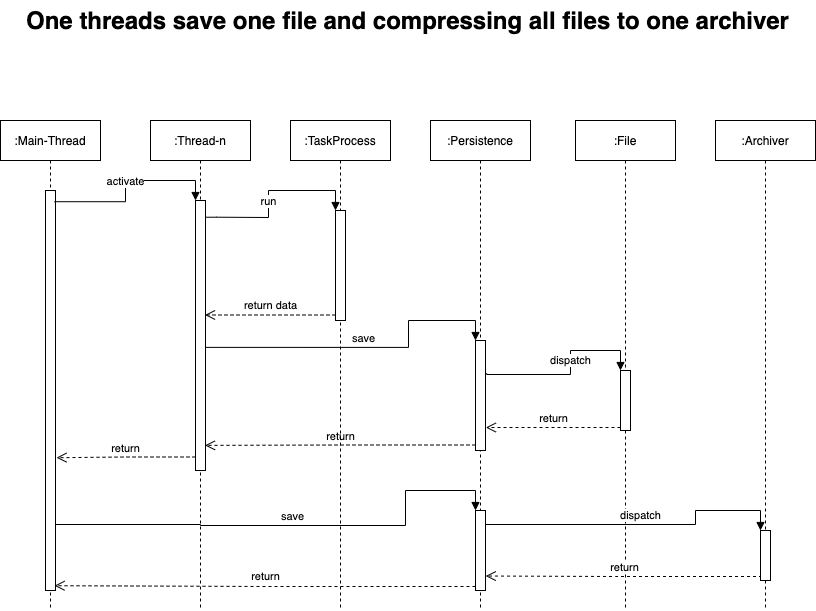 One threads save one file and compressing all files to one archiver
:Main-Thread
:Thread-n
:TaskProcess
:Persistence
:File
:Archiver
activate
run
return data
save
dispatch
return
return
return
save
dispatch
return
return